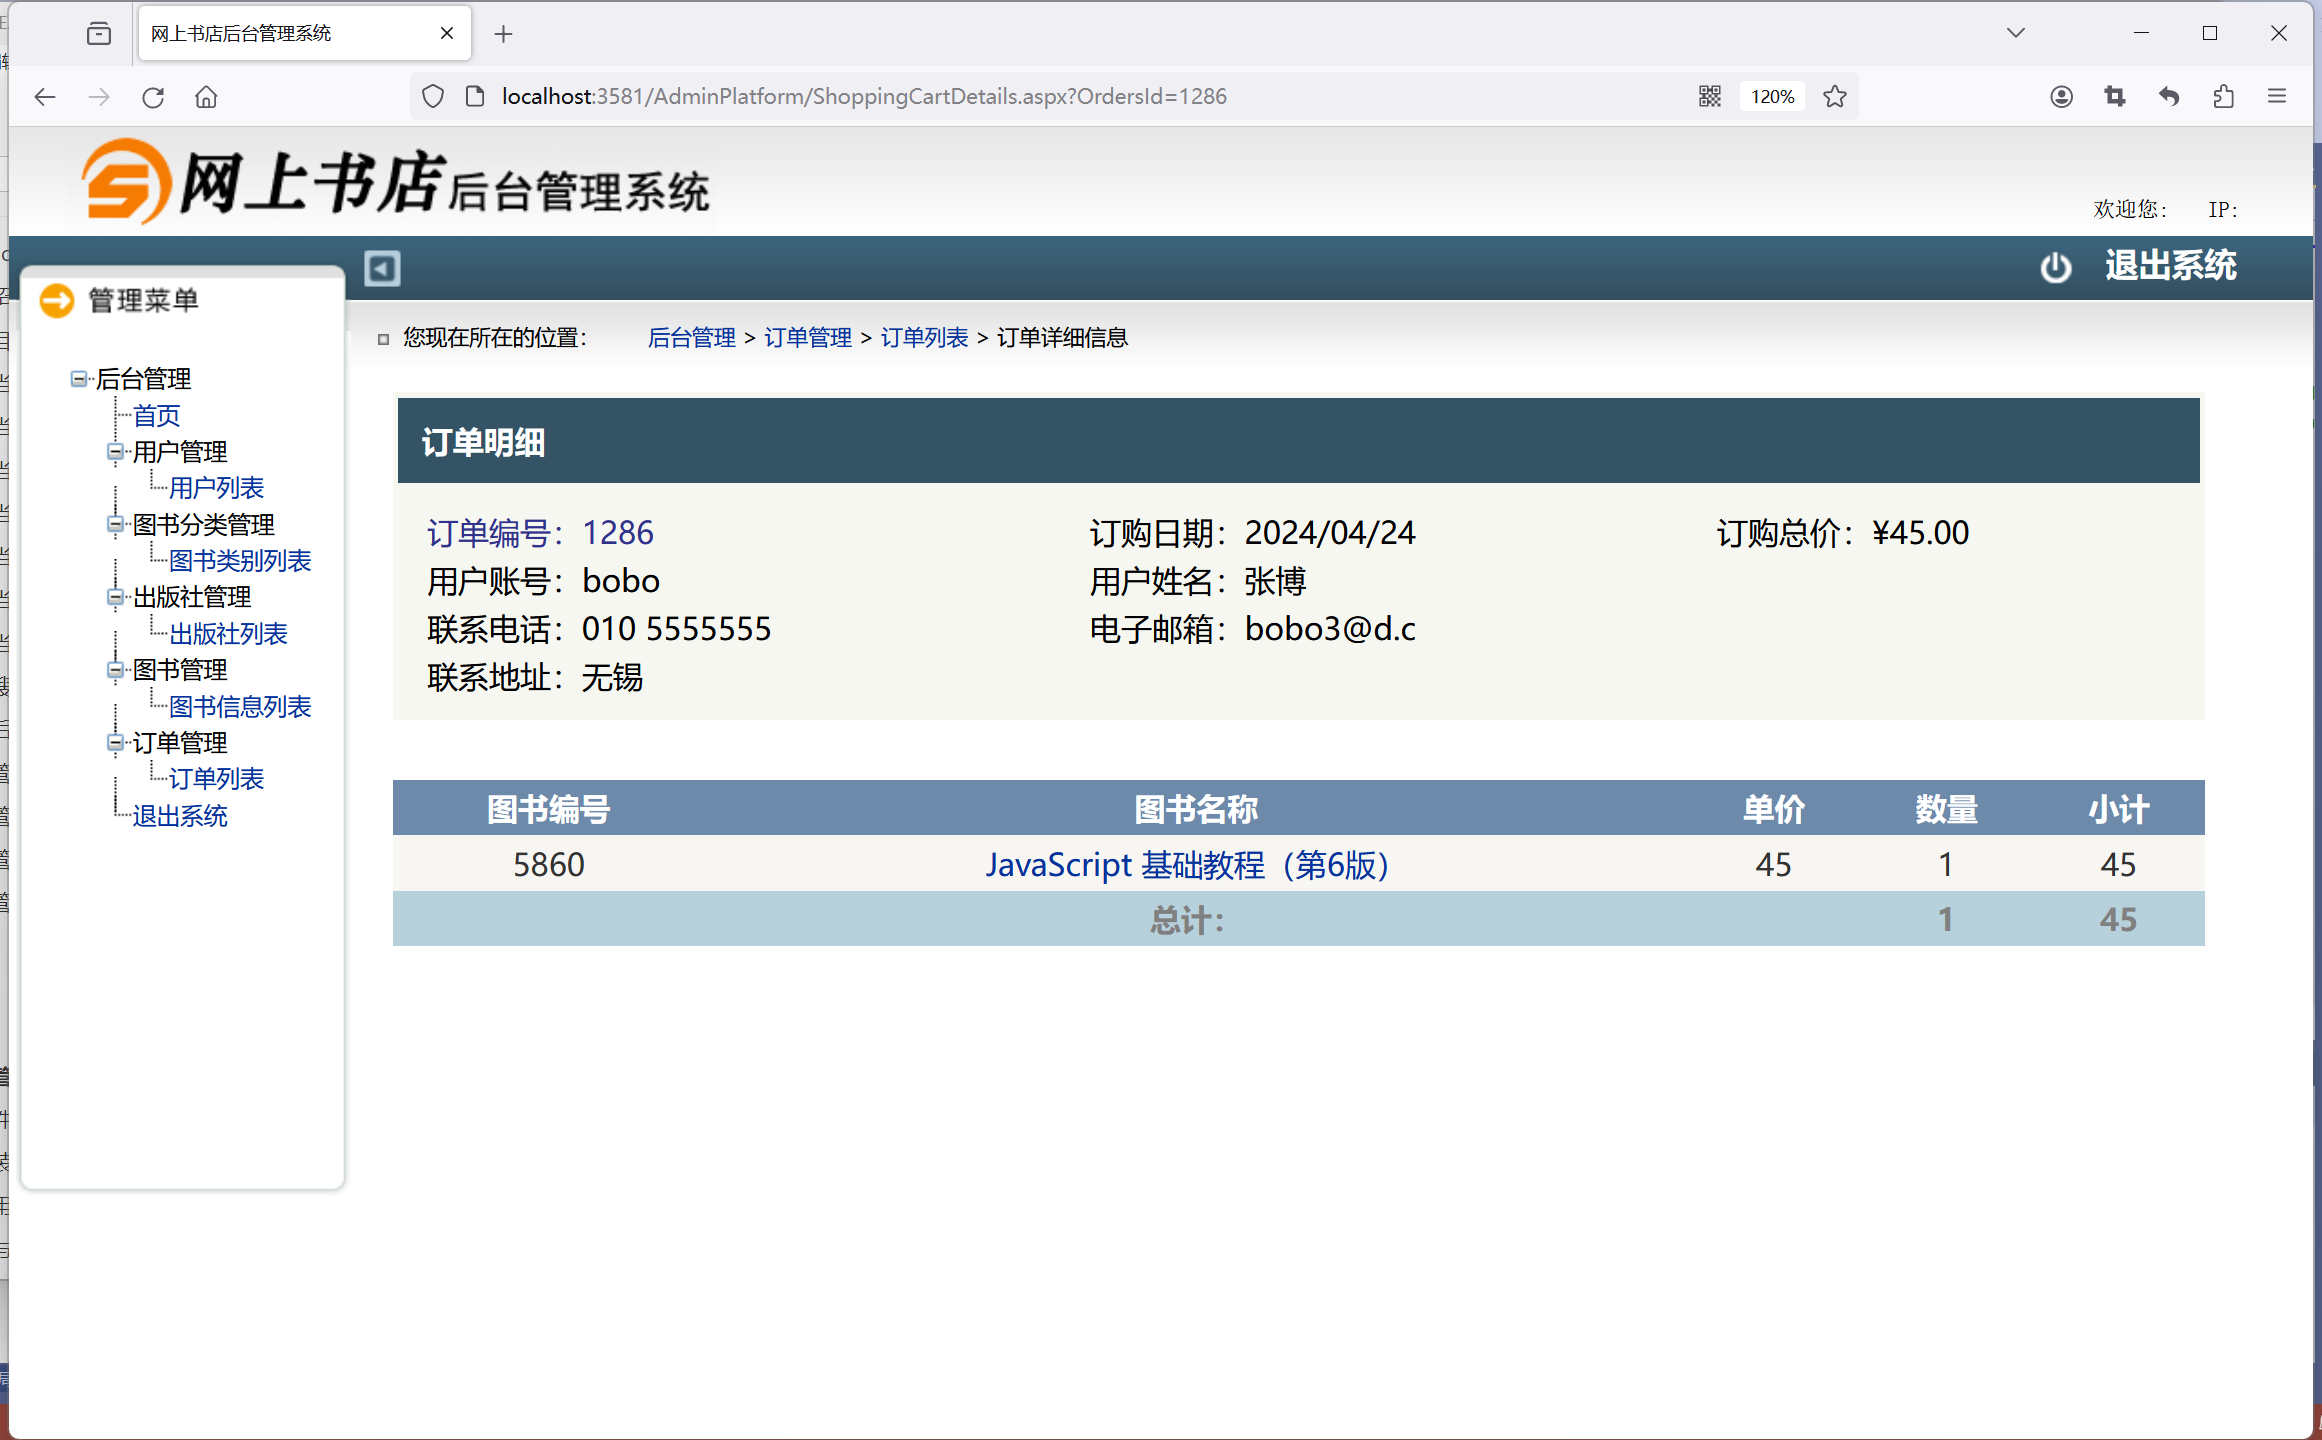 网上书店后台管理系统
localhost:3581/AdminPlatform/ShoppingCartDetails.aspx?OrdersId=1286
120%
网上书店后台管理系统
欢迎您: IP:
退出系统
管理菜单
您现在所在的位置: 后台管理 > 订单管理 > 订单列表 > 订单详细信息
后台管理
首页
用户管理
用户列表
图书分类管理
图书类别列表
出版社管理
出版社列表
图书管理
图书信息列表
订单管理
订单列表
退出系统
订单明细
订单编号：1286 订购日期：2024/04/24 订购总价：¥45.00
用户账号：bobo 用户姓名：张博
联系电话：010 5555555 电子邮箱：bobo3@d.c
联系地址：无锡
图书编号 图书名称 单价 数量 小计
5860 JavaScript 基础教程（第6版） 45 1 45
总计: 1 45